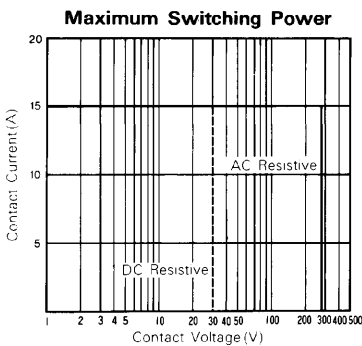 Maximum Switching Power
Contact Current (A)
20
15
10
5
AC Resistive
DC Resistive
1 2 3 4 5 10 20 30 40 50 100 200 300 400 500
Contact Voltage (V)